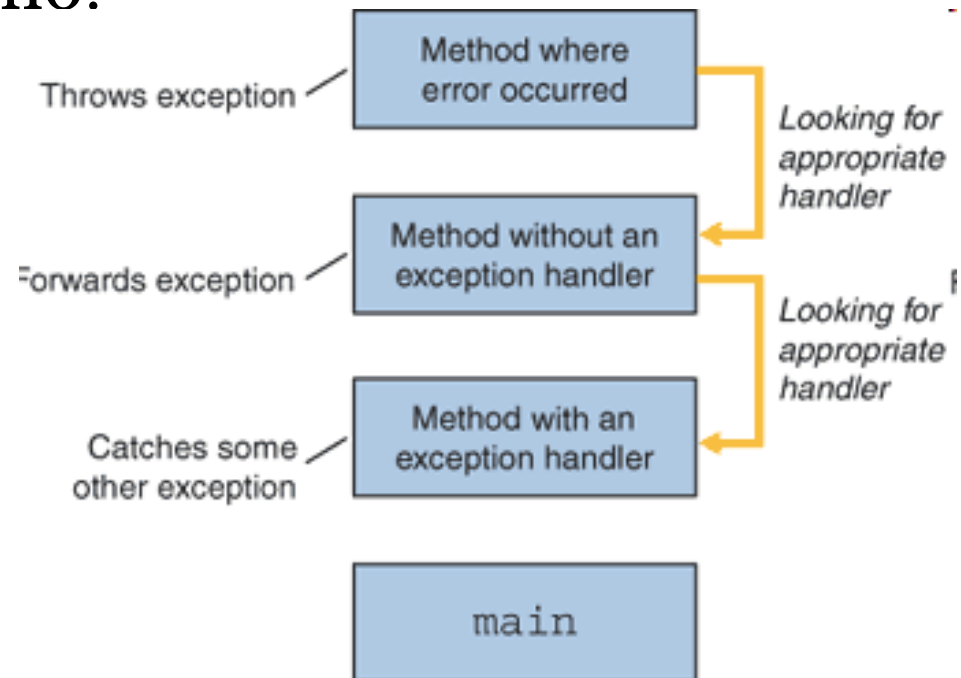 Throws exception
Method where
error occurred
Looking for
appropriate
handler
Forwards exception
Method without an
exception handler
Looking for
appropriate
handler
Catches some
other exception
Method with an
exception handler
main